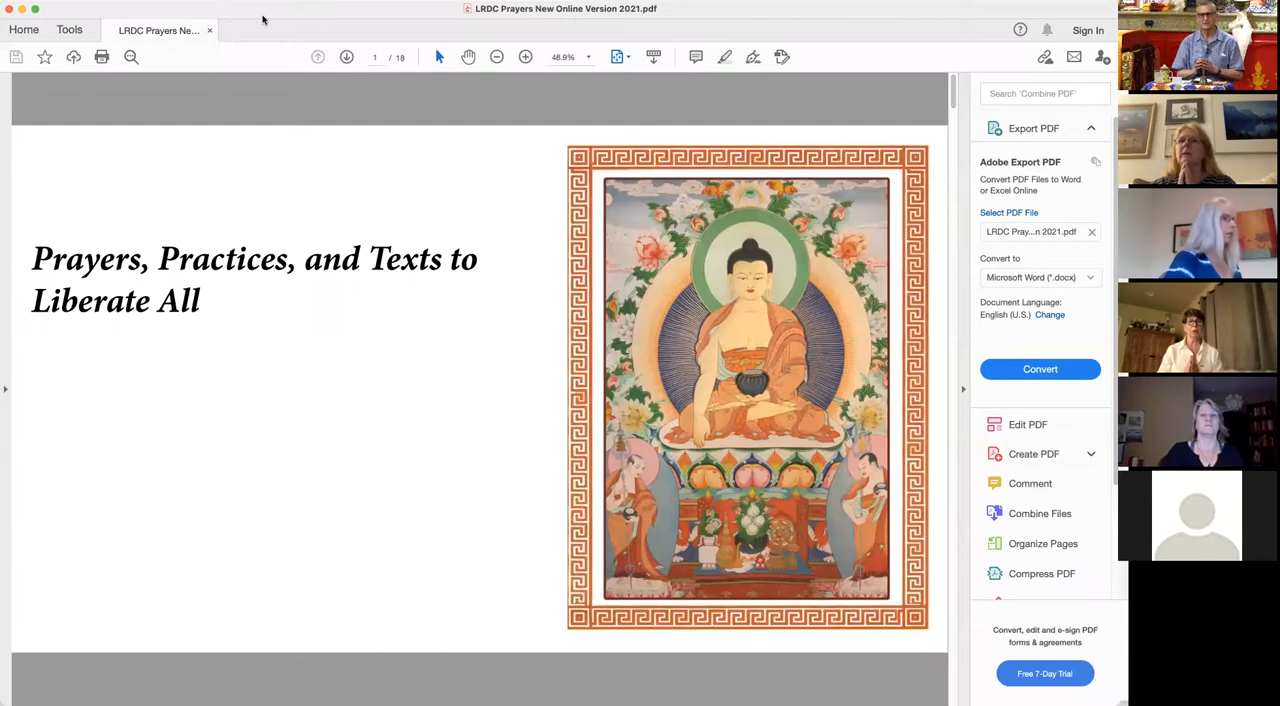 LRDC Prayers New Online Version 2021.pdf
Home
Tools
LRDC Prayers Ne... ×
Sign In
1 / 18
48.9%
Search 'Combine PDF'
Export PDF
Adobe Export PDF
Convert PDF Files to Word
or Excel Online
Select PDF File
LRDC Pray...n 2021.pdf
Convert to
Microsoft Word (*.docx)
Document Language:
English (U.S.) Change
Convert
Edit PDF
Create PDF
Comment
Combine Files
Organize Pages
Compress PDF
Convert, edit and e-sign PDF
forms & agreements
Free 7-Day Trial
Prayers, Practices, and Texts to
Liberate All